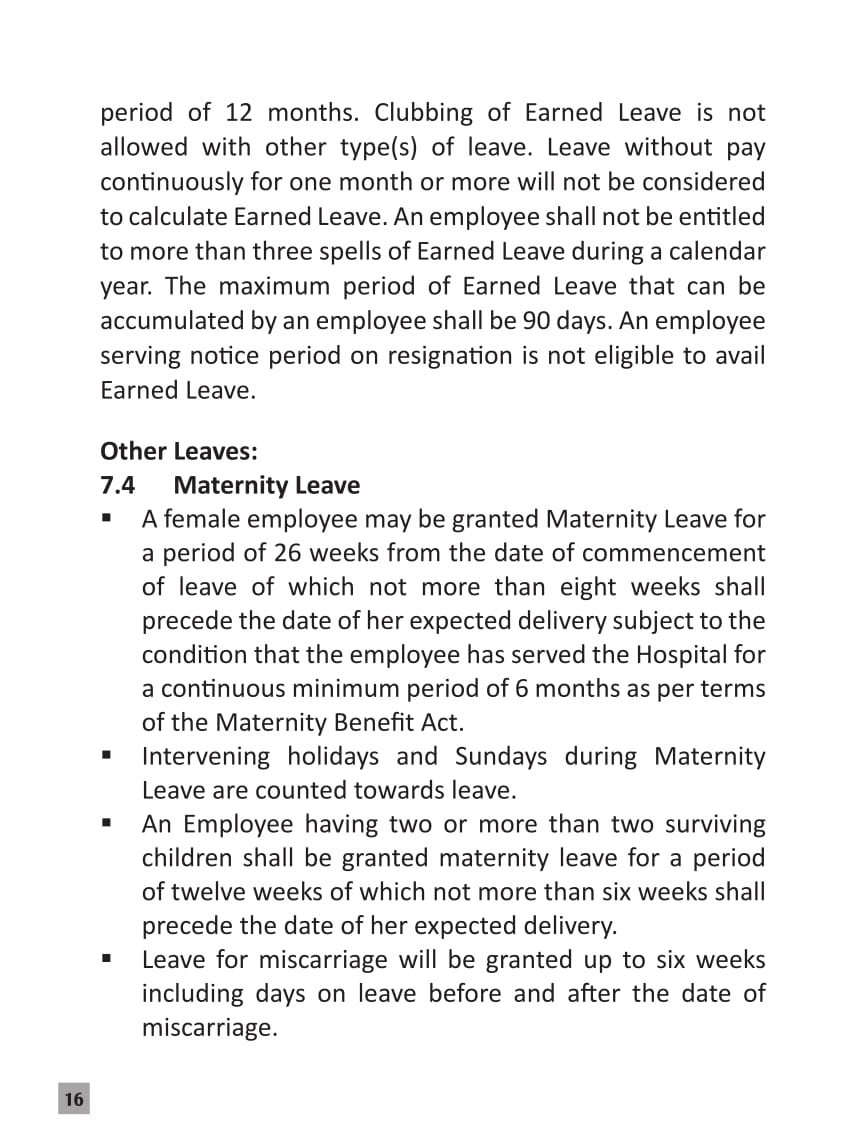 period of 12 months. Clubbing of Earned Leave is not
allowed with other type(s) of leave. Leave without pay
continuously for one month or more will not be considered
to calculate Earned Leave. An employee shall not be entitled
to more than three spells of Earned Leave during a calendar
year. The maximum period of Earned Leave that can be
accumulated by an employee shall be 90 days. An employee
serving notice period on resignation is not eligible to avail
Earned Leave.
Other Leaves:
7.4 Maternity Leave
▪ A female employee may be granted Maternity Leave for
a period of 26 weeks from the date of commencement
of leave of which not more than eight weeks shall
precede the date of her expected delivery subject to the
condition that the employee has served the Hospital for
a continuous minimum period of 6 months as per terms
of the Maternity Benefit Act.
▪ Intervening holidays and Sundays during Maternity
Leave are counted towards leave.
▪ An Employee having two or more than two surviving
children shall be granted maternity leave for a period
of twelve weeks of which not more than six weeks shall
precede the date of her expected delivery.
▪ Leave for miscarriage will be granted up to six weeks
including days on leave before and after the date of
miscarriage.
16